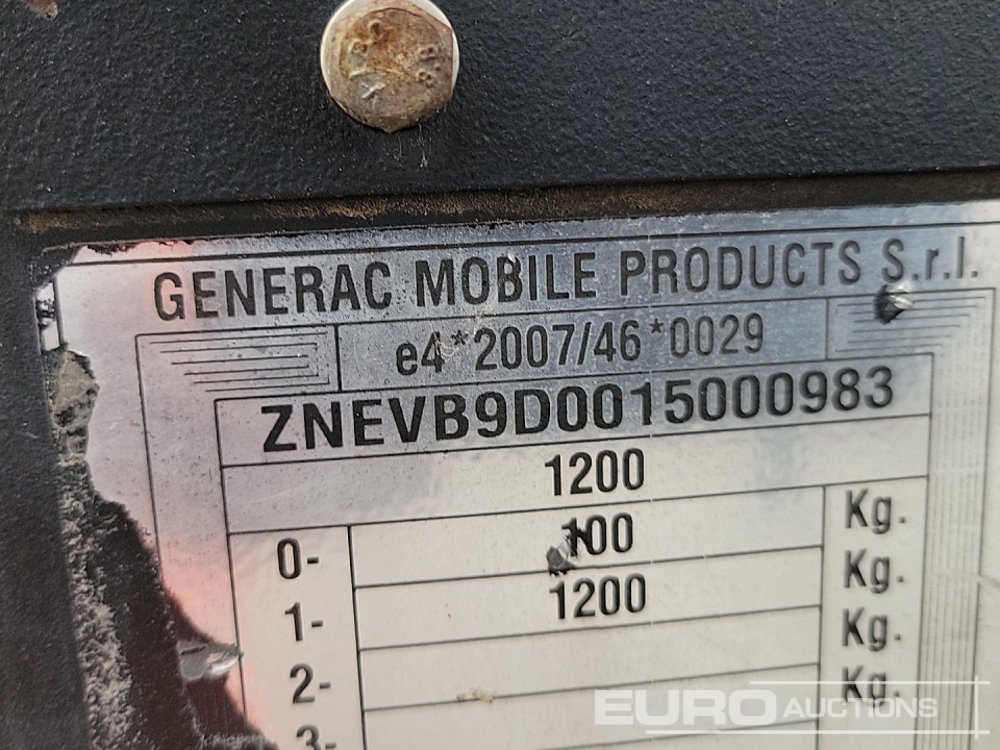 GENERAC MOBILE PRODUCTS S.r.l.
e4*2007/46*0029
ZNEVB9D0015000983
1200
Kg.
0- 100 Kg.
1- 1200 Kg.
2- Kg.
3-
EURO AUCTIONS